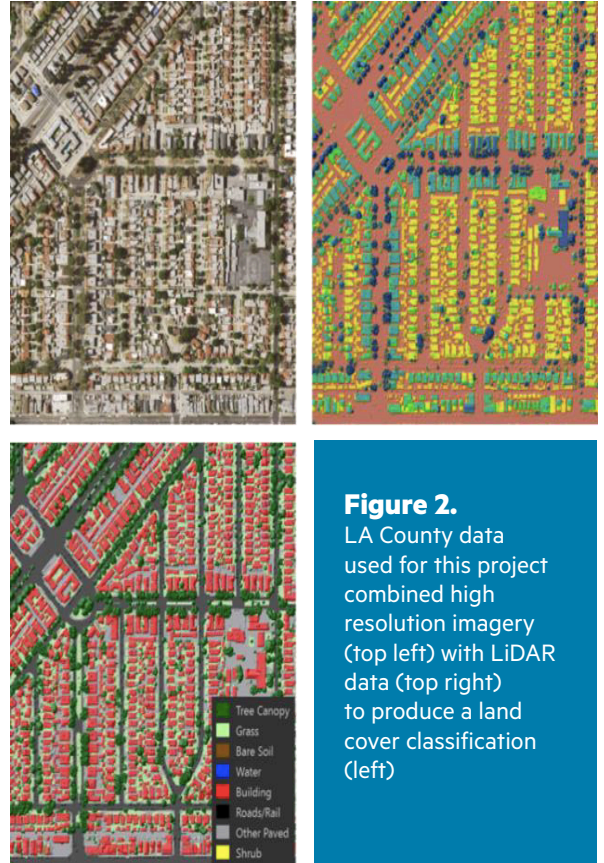 Figure 2.
LA County data
used for this project
combined high
resolution imagery
(top left) with LiDAR
data (top right)
to produce a land
cover classification
(left)
Tree Canopy
Grass
Bare Soil
Water
Building
Roads/Rail
Other Paved
Shrub